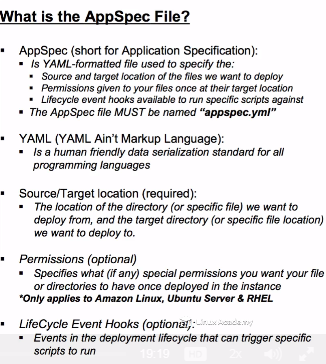 What is the AppSpec File?
▪ AppSpec (short for Application Specification):
▪ Is YAML-formatted file used to specify the:
▪ Source and target location of the files we want to deploy
▪ Permissions given to your files once at their target location
▪ Lifecycle event hooks available to run specific scripts against
▪ The AppSpec file MUST be named “appspec.yml”
▪ YAML (YAML Ain't Markup Language):
▪ Is a human friendly data serialization standard for all
programming languages
▪ Source/Target location (required):
▪ The location of the directory (or specific file) we want to
deploy from, and the target directory (or specific file location)
we want to deploy to.
▪ Permissions (optional)
▪ Specifies what (if any) special permissions you want your file
or directories to have once deployed in the instance
*Only applies to Amazon Linux, Ubuntu Server & RHEL
▪ LifeCycle Event Hooks (optional):
Linux Academy
▪ Events in the deployment lifecycle that can trigger specific
scripts to run
19:19
2x